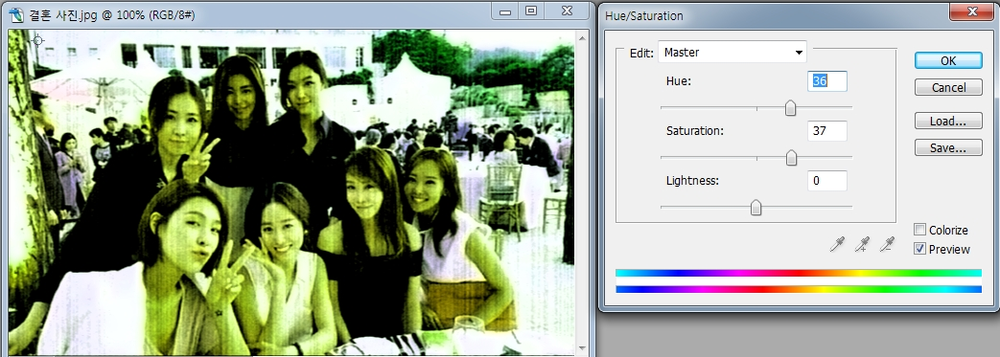 결혼 사진.jpg @ 100% (RGB/8#)
Hue/Saturation
Edit: Master
Hue: 36
Saturation: 37
Lightness: 0
OK
Cancel
Load...
Save...
Colorize
Preview